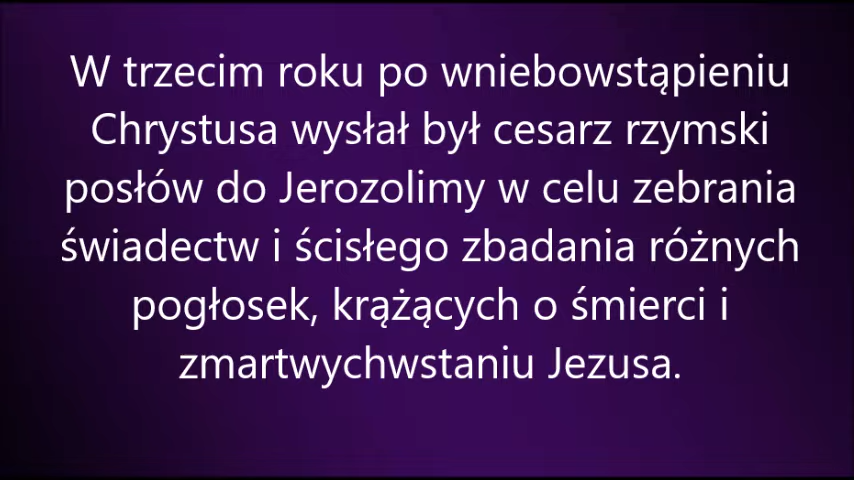 W trzecim roku po wniebowstąpieniu
Chrystusa wysłał był cesarz rzymski
posłów do Jerozolimy w celu zebrania
świadectw i ścisłego zbadania różnych
pogłosek, krążących o śmierci i
zmartwychwstaniu Jezusa.